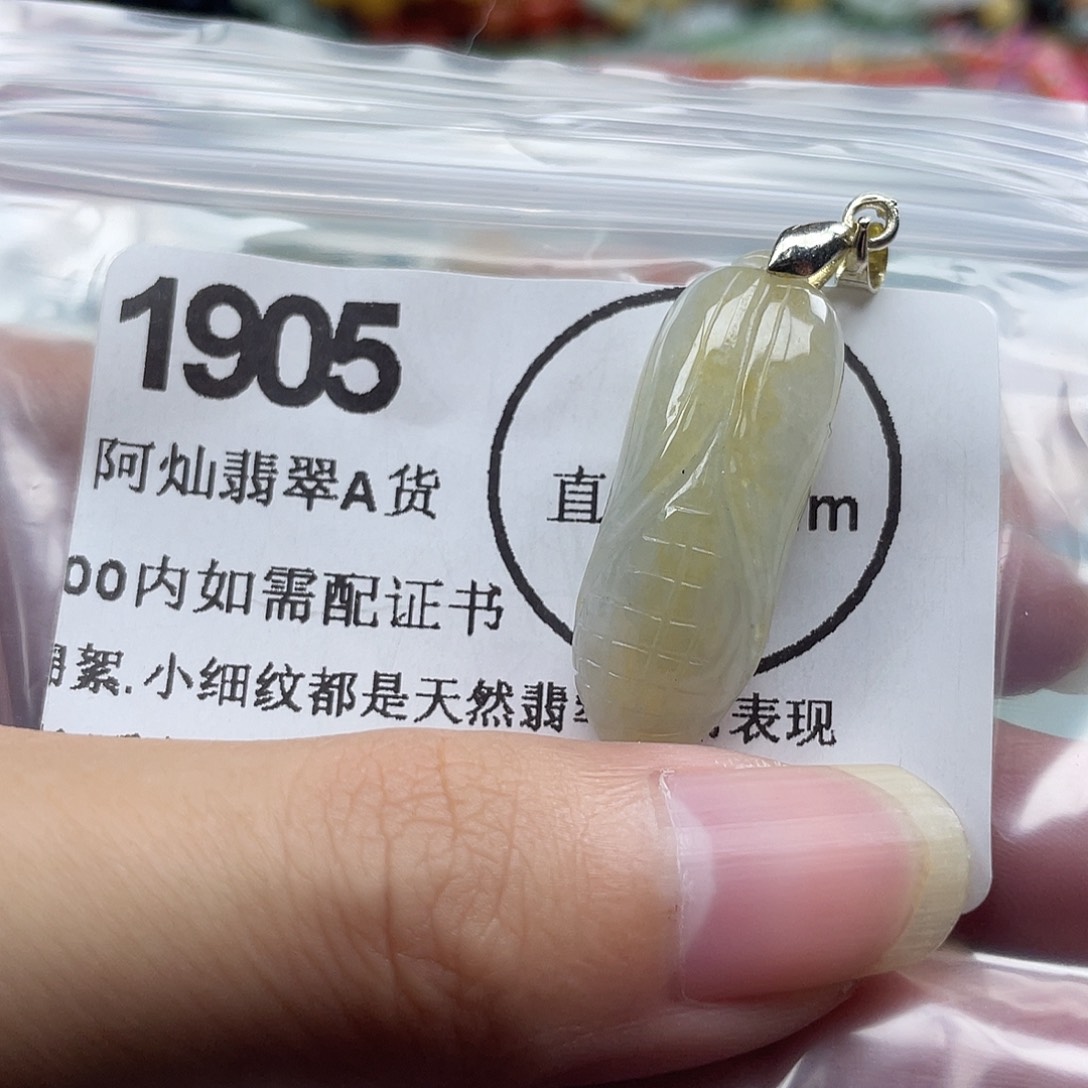 1905
阿灿翡翠A货
直 m
00内如需配证书
絮.小细纹都是天然翡 表现